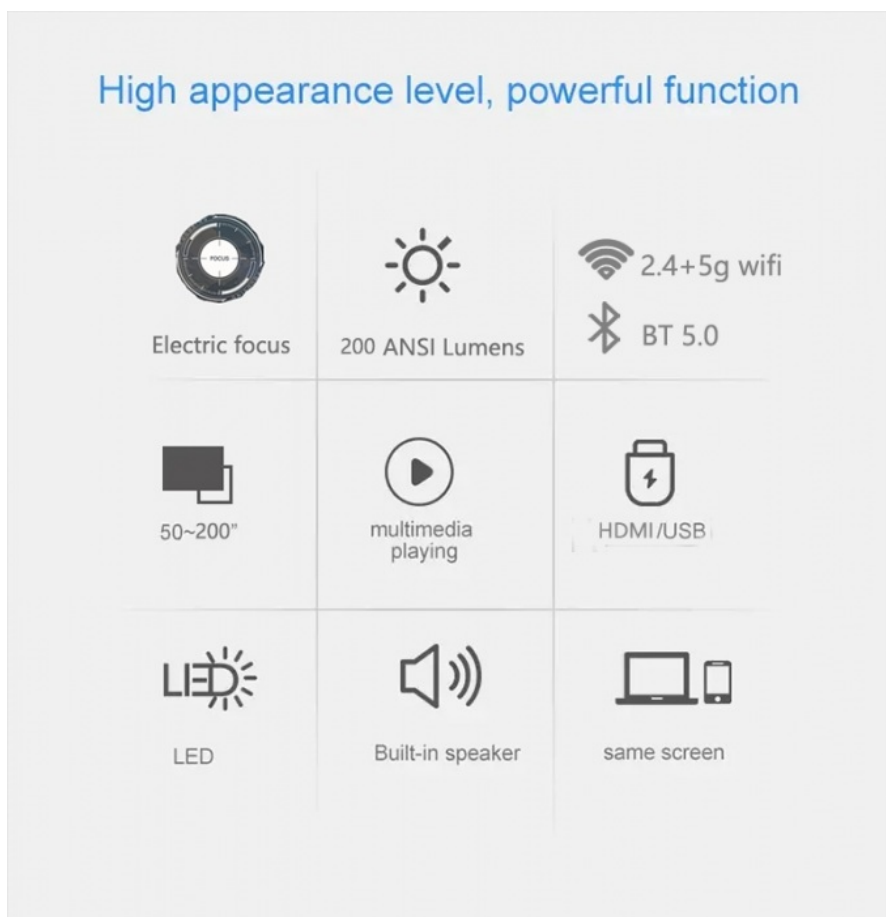 High appearance level, powerful function
FOCUS
Electric focus
200 ANSI Lumens
2.4+5g wifi
BT 5.0
50~200"
multimedia
playing
HDMI/USB
LED
LED
Built-in speaker
same screen